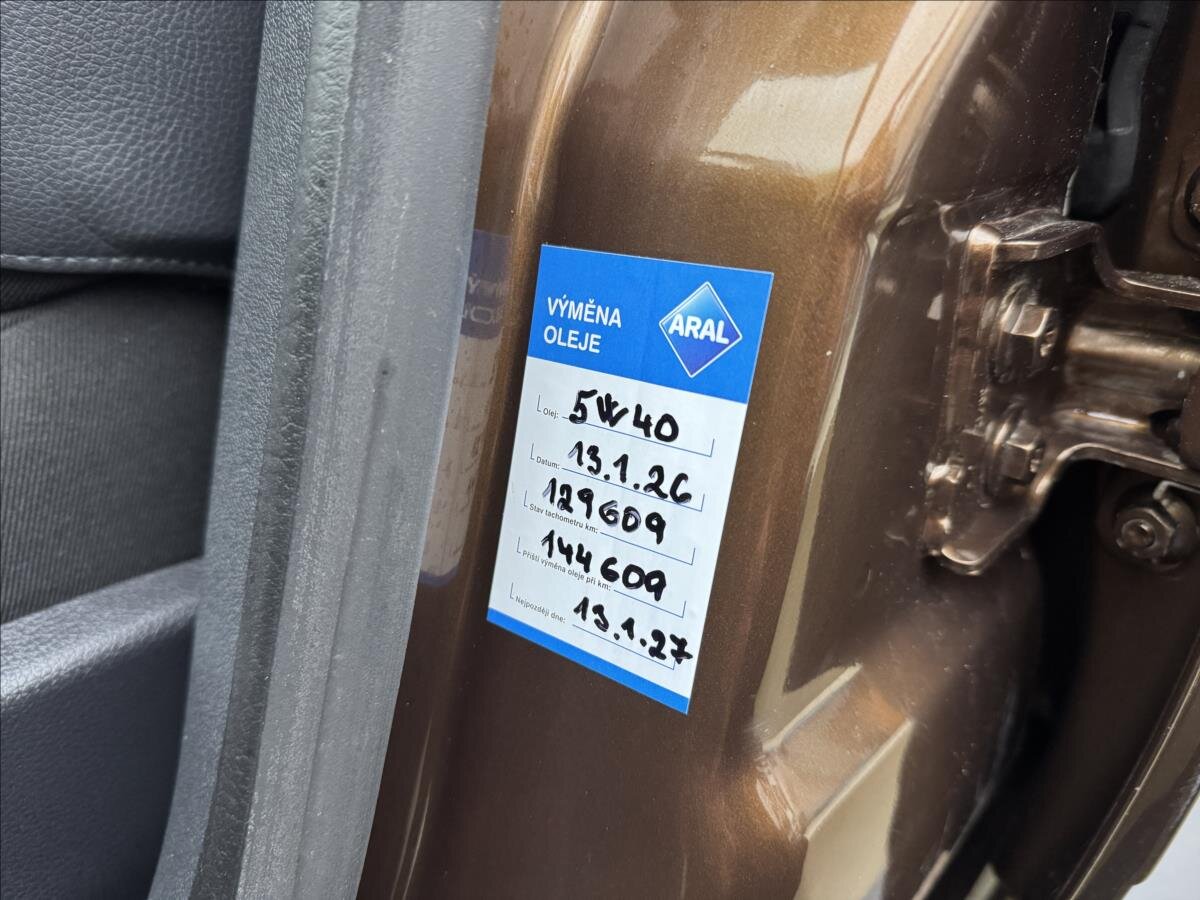 VÝMĚNA
OLEJE
ARAL
Olej: 5W40
Datum: 13.1.26
Stav tachometru km: 129609
Příští výměna oleje při km: 144609
Nejpozději dne: 13.1.27